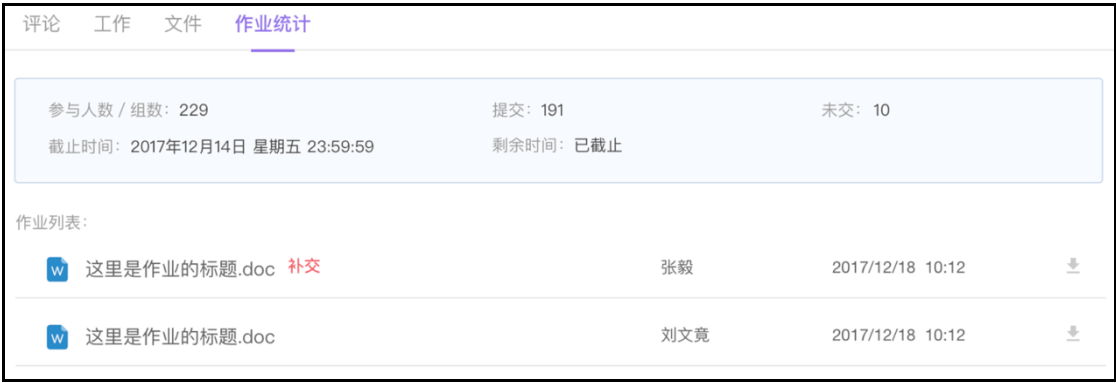 评论 工作 文件 作业统计
参与人数 / 组数：229 提交：191 未交：10
截止时间：2017年12月14日 星期五 23:59:59 剩余时间：已截止
作业列表：
W 这里是作业的标题.doc 补交 张毅 2017/12/18 10:12
W 这里是作业的标题.doc 刘文竟 2017/12/18 10:12